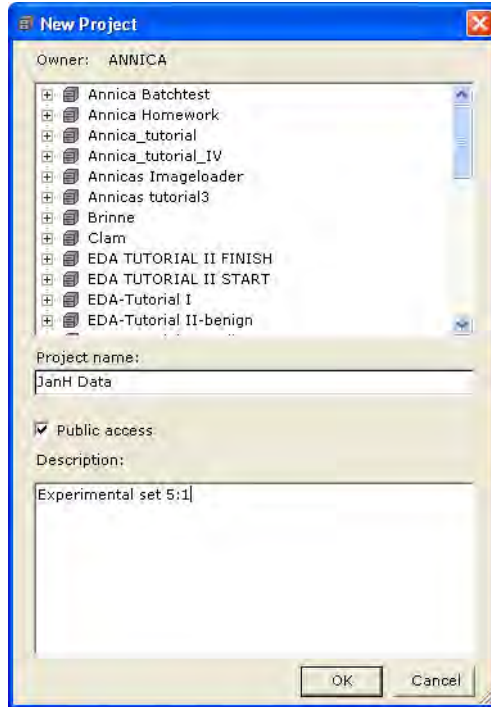 New Project
Owner: ANNICA
Annica Batchtest
Annica Homework
Annica_tutorial
Annica_tutorial_IV
Annicas Imageloader
Annicas tutorial3
Brinne
Clam
EDA TUTORIAL II FINISH
EDA TUTORIAL II START
EDA-Tutorial I
EDA-Tutorial II-benign
Project name:
JanH Data
Public access
Description:
Experimental set 5:1
OK Cancel